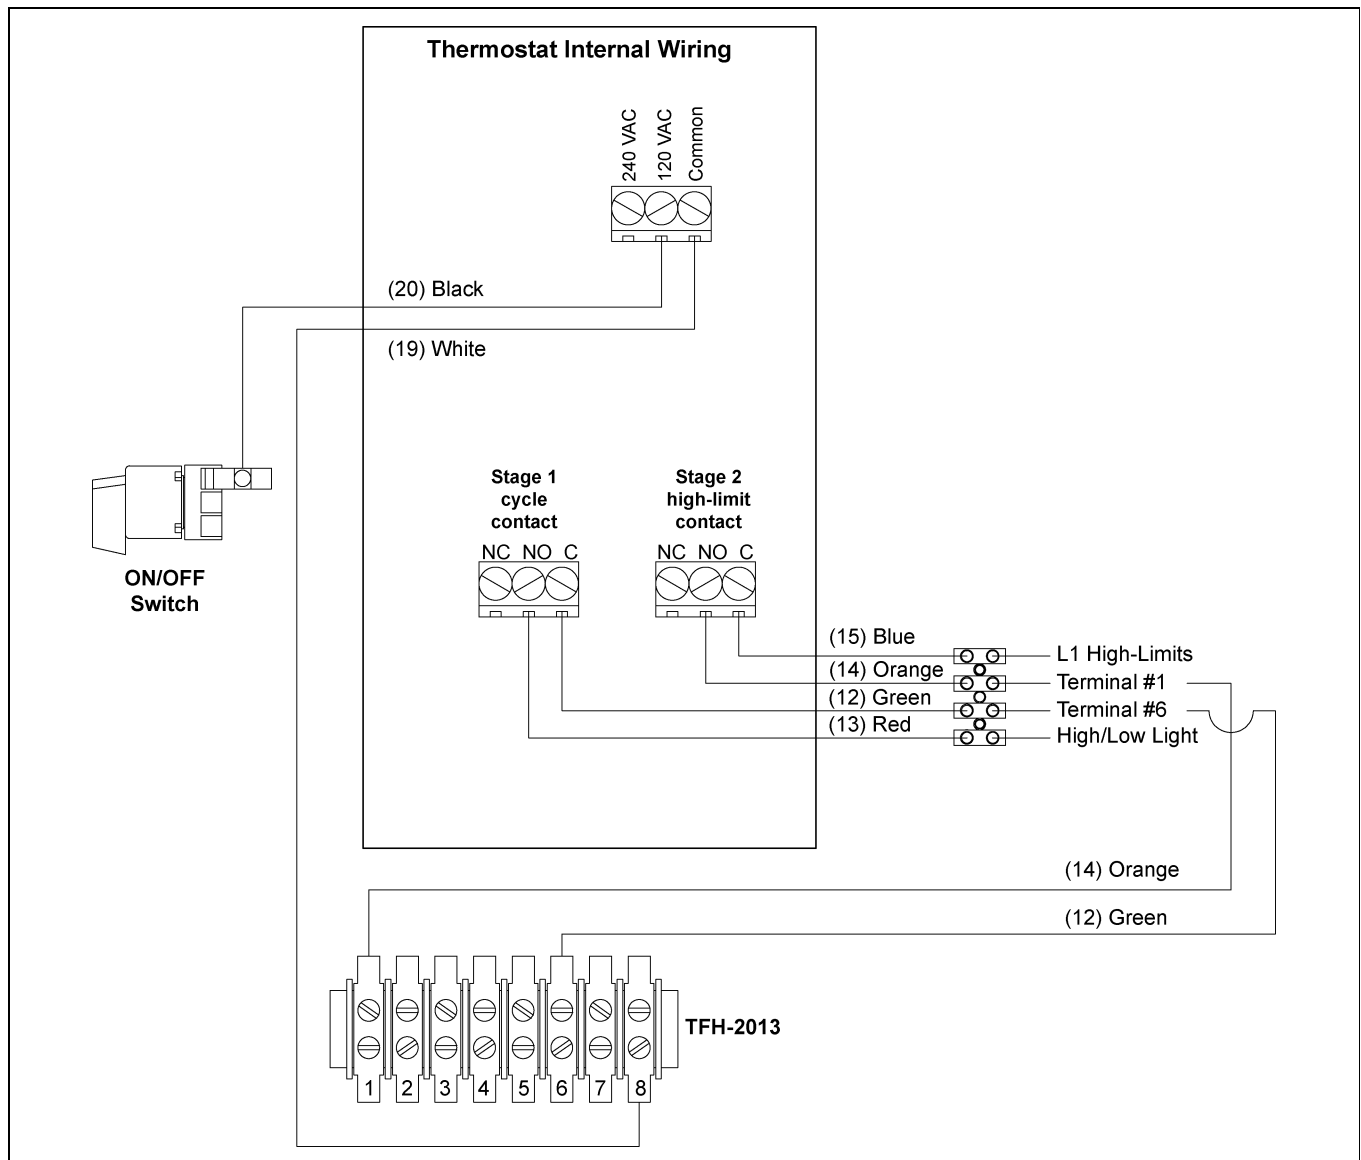 Thermostat Internal Wiring
240 VAC
120 VAC
Common
(20) Black
(19) White
Stage 1
cycle
contact
NC NO C
Stage 2
high-limit
contact
NC NO C
ON/OFF
Switch
(15) Blue
(14) Orange
(12) Green
(13) Red
L1 High-Limits
Terminal #1
Terminal #6
High/Low Light
(14) Orange
(12) Green
TFH-2013
1 2 3 4 5 6 7 8